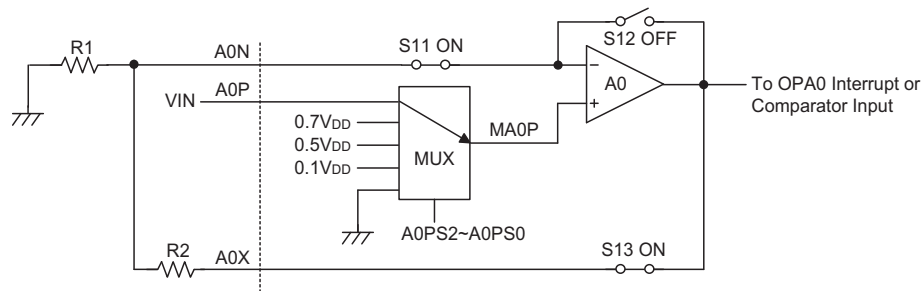 R1
A0N
S11 ON
S12 OFF
VIN
A0P
−
A0
+
To OPA0 Interrupt or
Comparator Input
0.7VDD
0.5VDD
0.1VDD
MUX
MA0P
A0PS2~A0PS0
R2
A0X
S13 ON